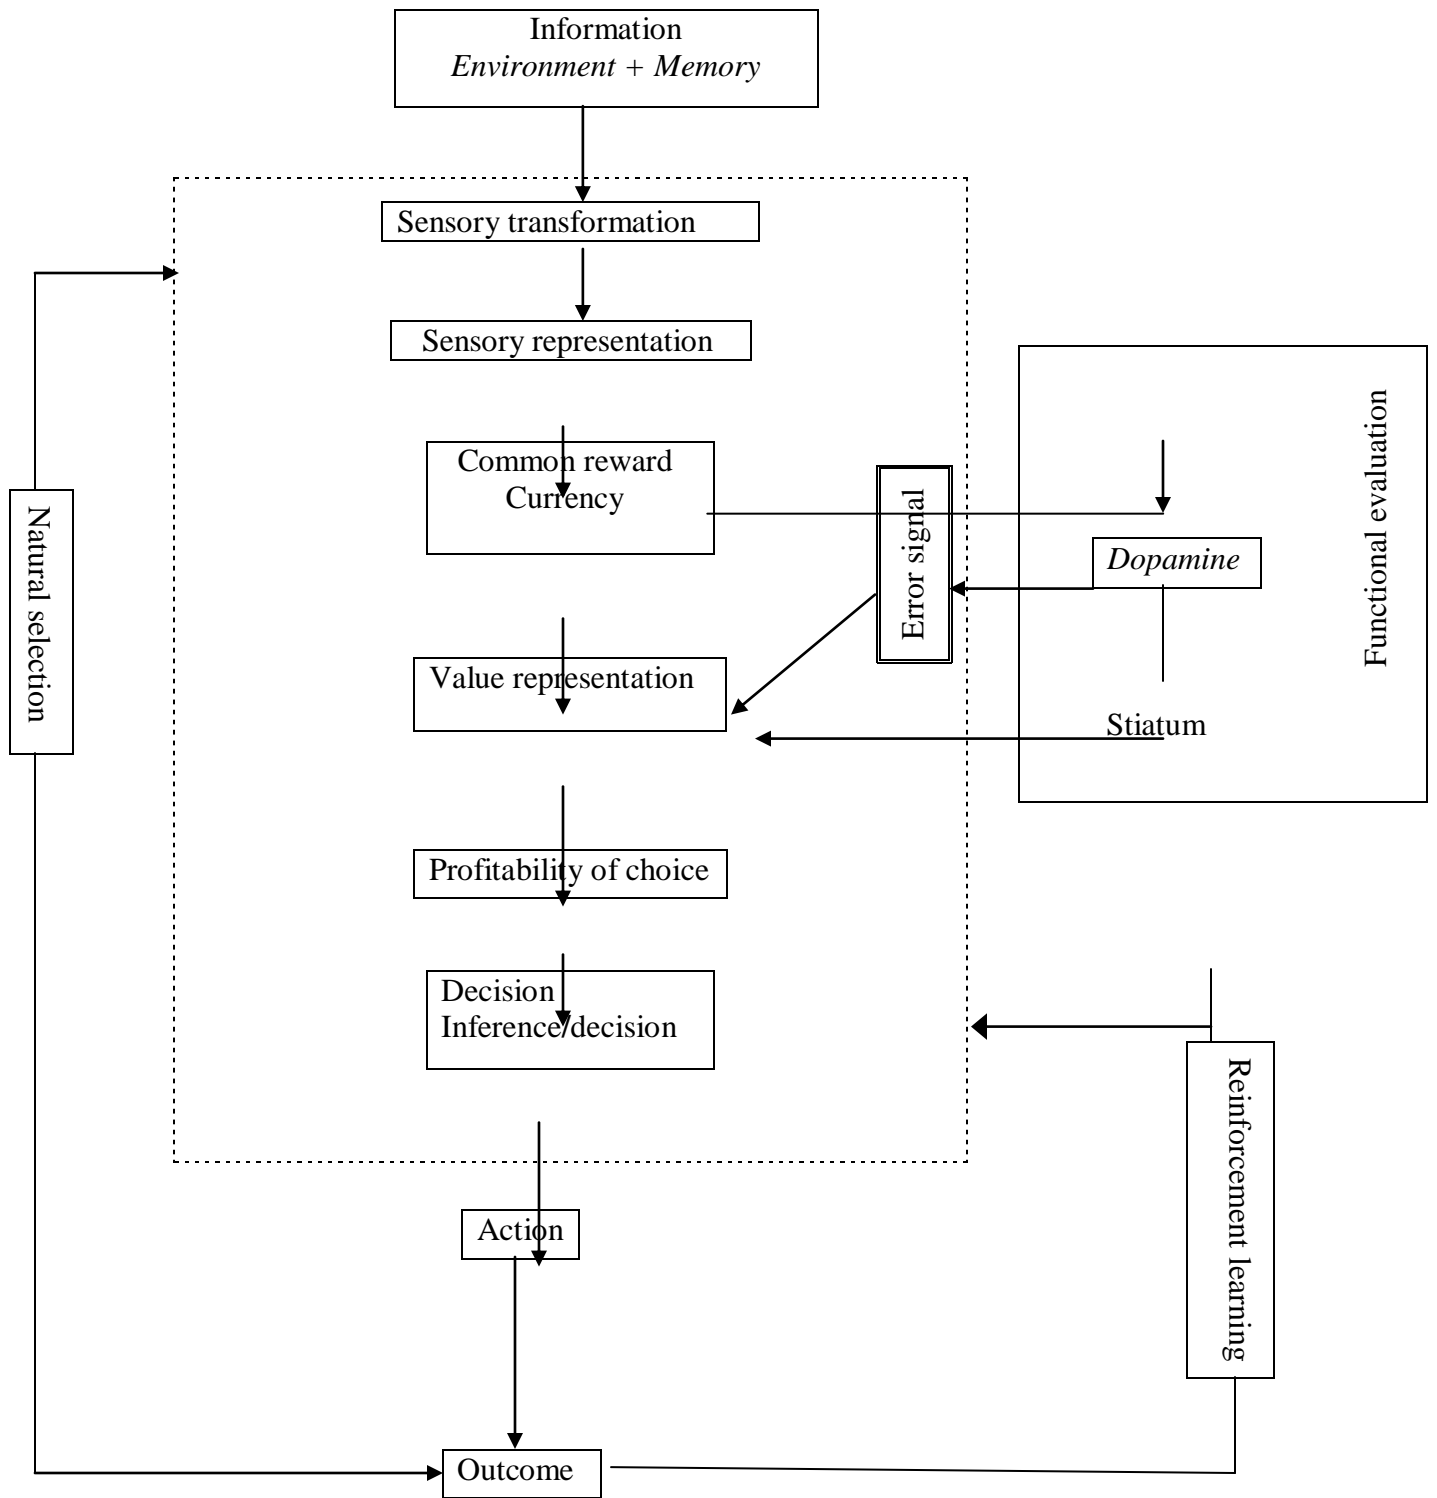 Information
Environment + Memory
Sensory transformation
Sensory representation
Common reward
Currency
Error signal
Functional evaluation
Dopamine
Natural selection
Value representation
Stiatum
Profitability of choice
Decision
Inference/decision
Reinforcement learning
Action
Outcome